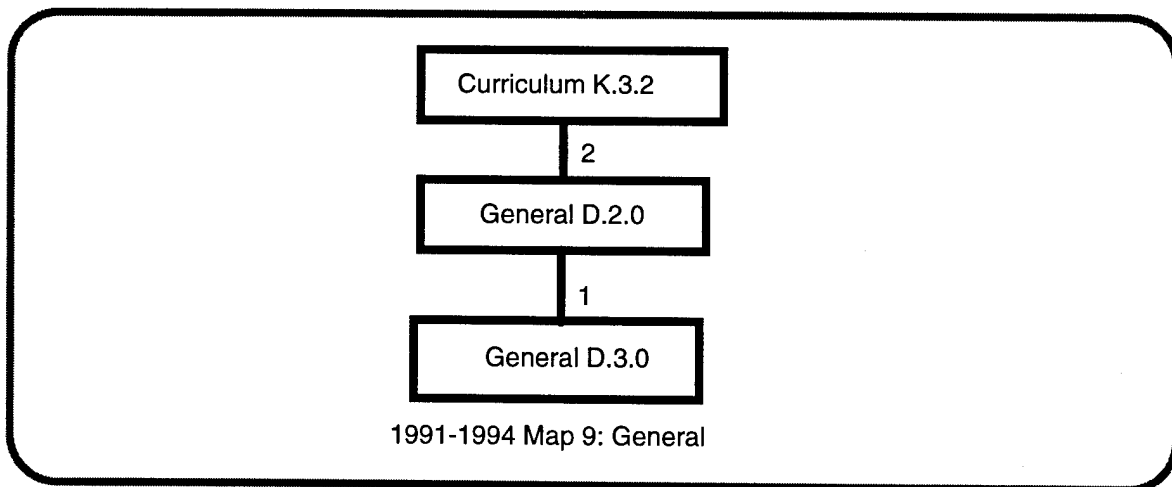 Curriculum K.3.2
2
General D.2.0
1
General D.3.0
1991-1994 Map 9: General